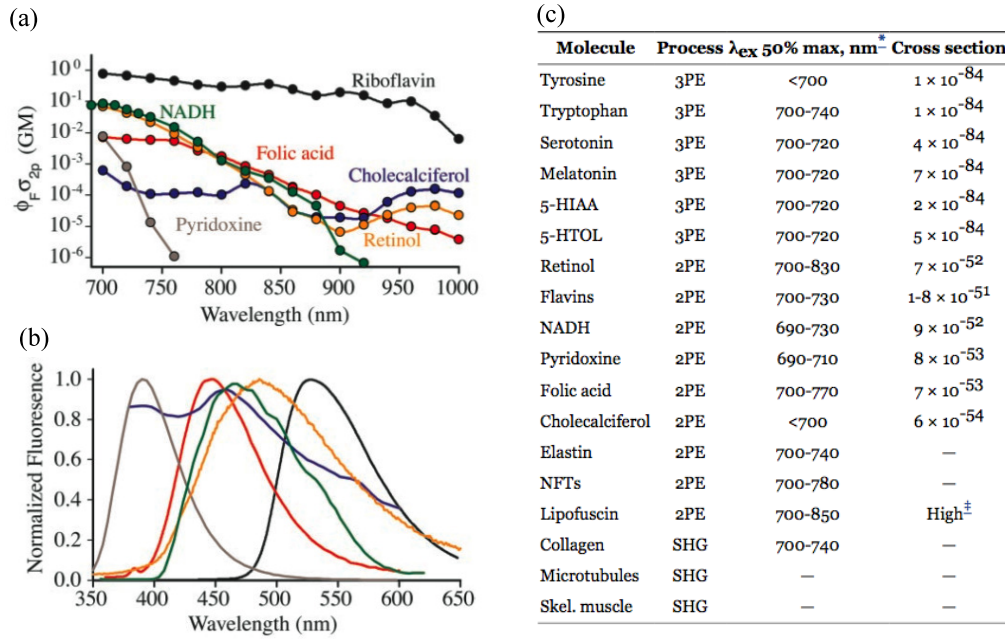 (a)
10⁰
10⁻¹
10⁻²
10⁻³
10⁻⁴
10⁻⁵
10⁻⁶
ϕFσ2p (GM)
Riboflavin
NADH
Folic acid
Cholecalciferol
Pyridoxine
Retinol
700 750 800 850 900 950 1000
Wavelength (nm)
(b)
1.0
0.8
0.6
0.4
0.2
0.0
Normalized Fluoresence
350 400 450 500 550 600 650
Wavelength (nm)
(c)
Molecule Process λex 50% max, nm* Cross section
Tyrosine 3PE <700 1 × 10⁻⁸⁴
Tryptophan 3PE 700-740 1 × 10⁻⁸⁴
Serotonin 3PE 700-720 4 × 10⁻⁸⁴
Melatonin 3PE 700-720 7 × 10⁻⁸⁴
5-HIAA 3PE 700-720 2 × 10⁻⁸⁴
5-HTOL 3PE 700-720 5 × 10⁻⁸⁴
Retinol 2PE 700-830 7 × 10⁻⁵²
Flavins 2PE 700-730 1-8 × 10⁻⁵¹
NADH 2PE 690-730 9 × 10⁻⁵²
Pyridoxine 2PE 690-710 8 × 10⁻⁵³
Folic acid 2PE 700-770 7 × 10⁻⁵³
Cholecalciferol 2PE <700 6 × 10⁻⁵⁴
Elastin 2PE 700-740 —
NFTs 2PE 700-780 —
Lipofuscin 2PE 700-850 High‡
Collagen SHG 700-740 —
Microtubules SHG — —
Skel. muscle SHG — —